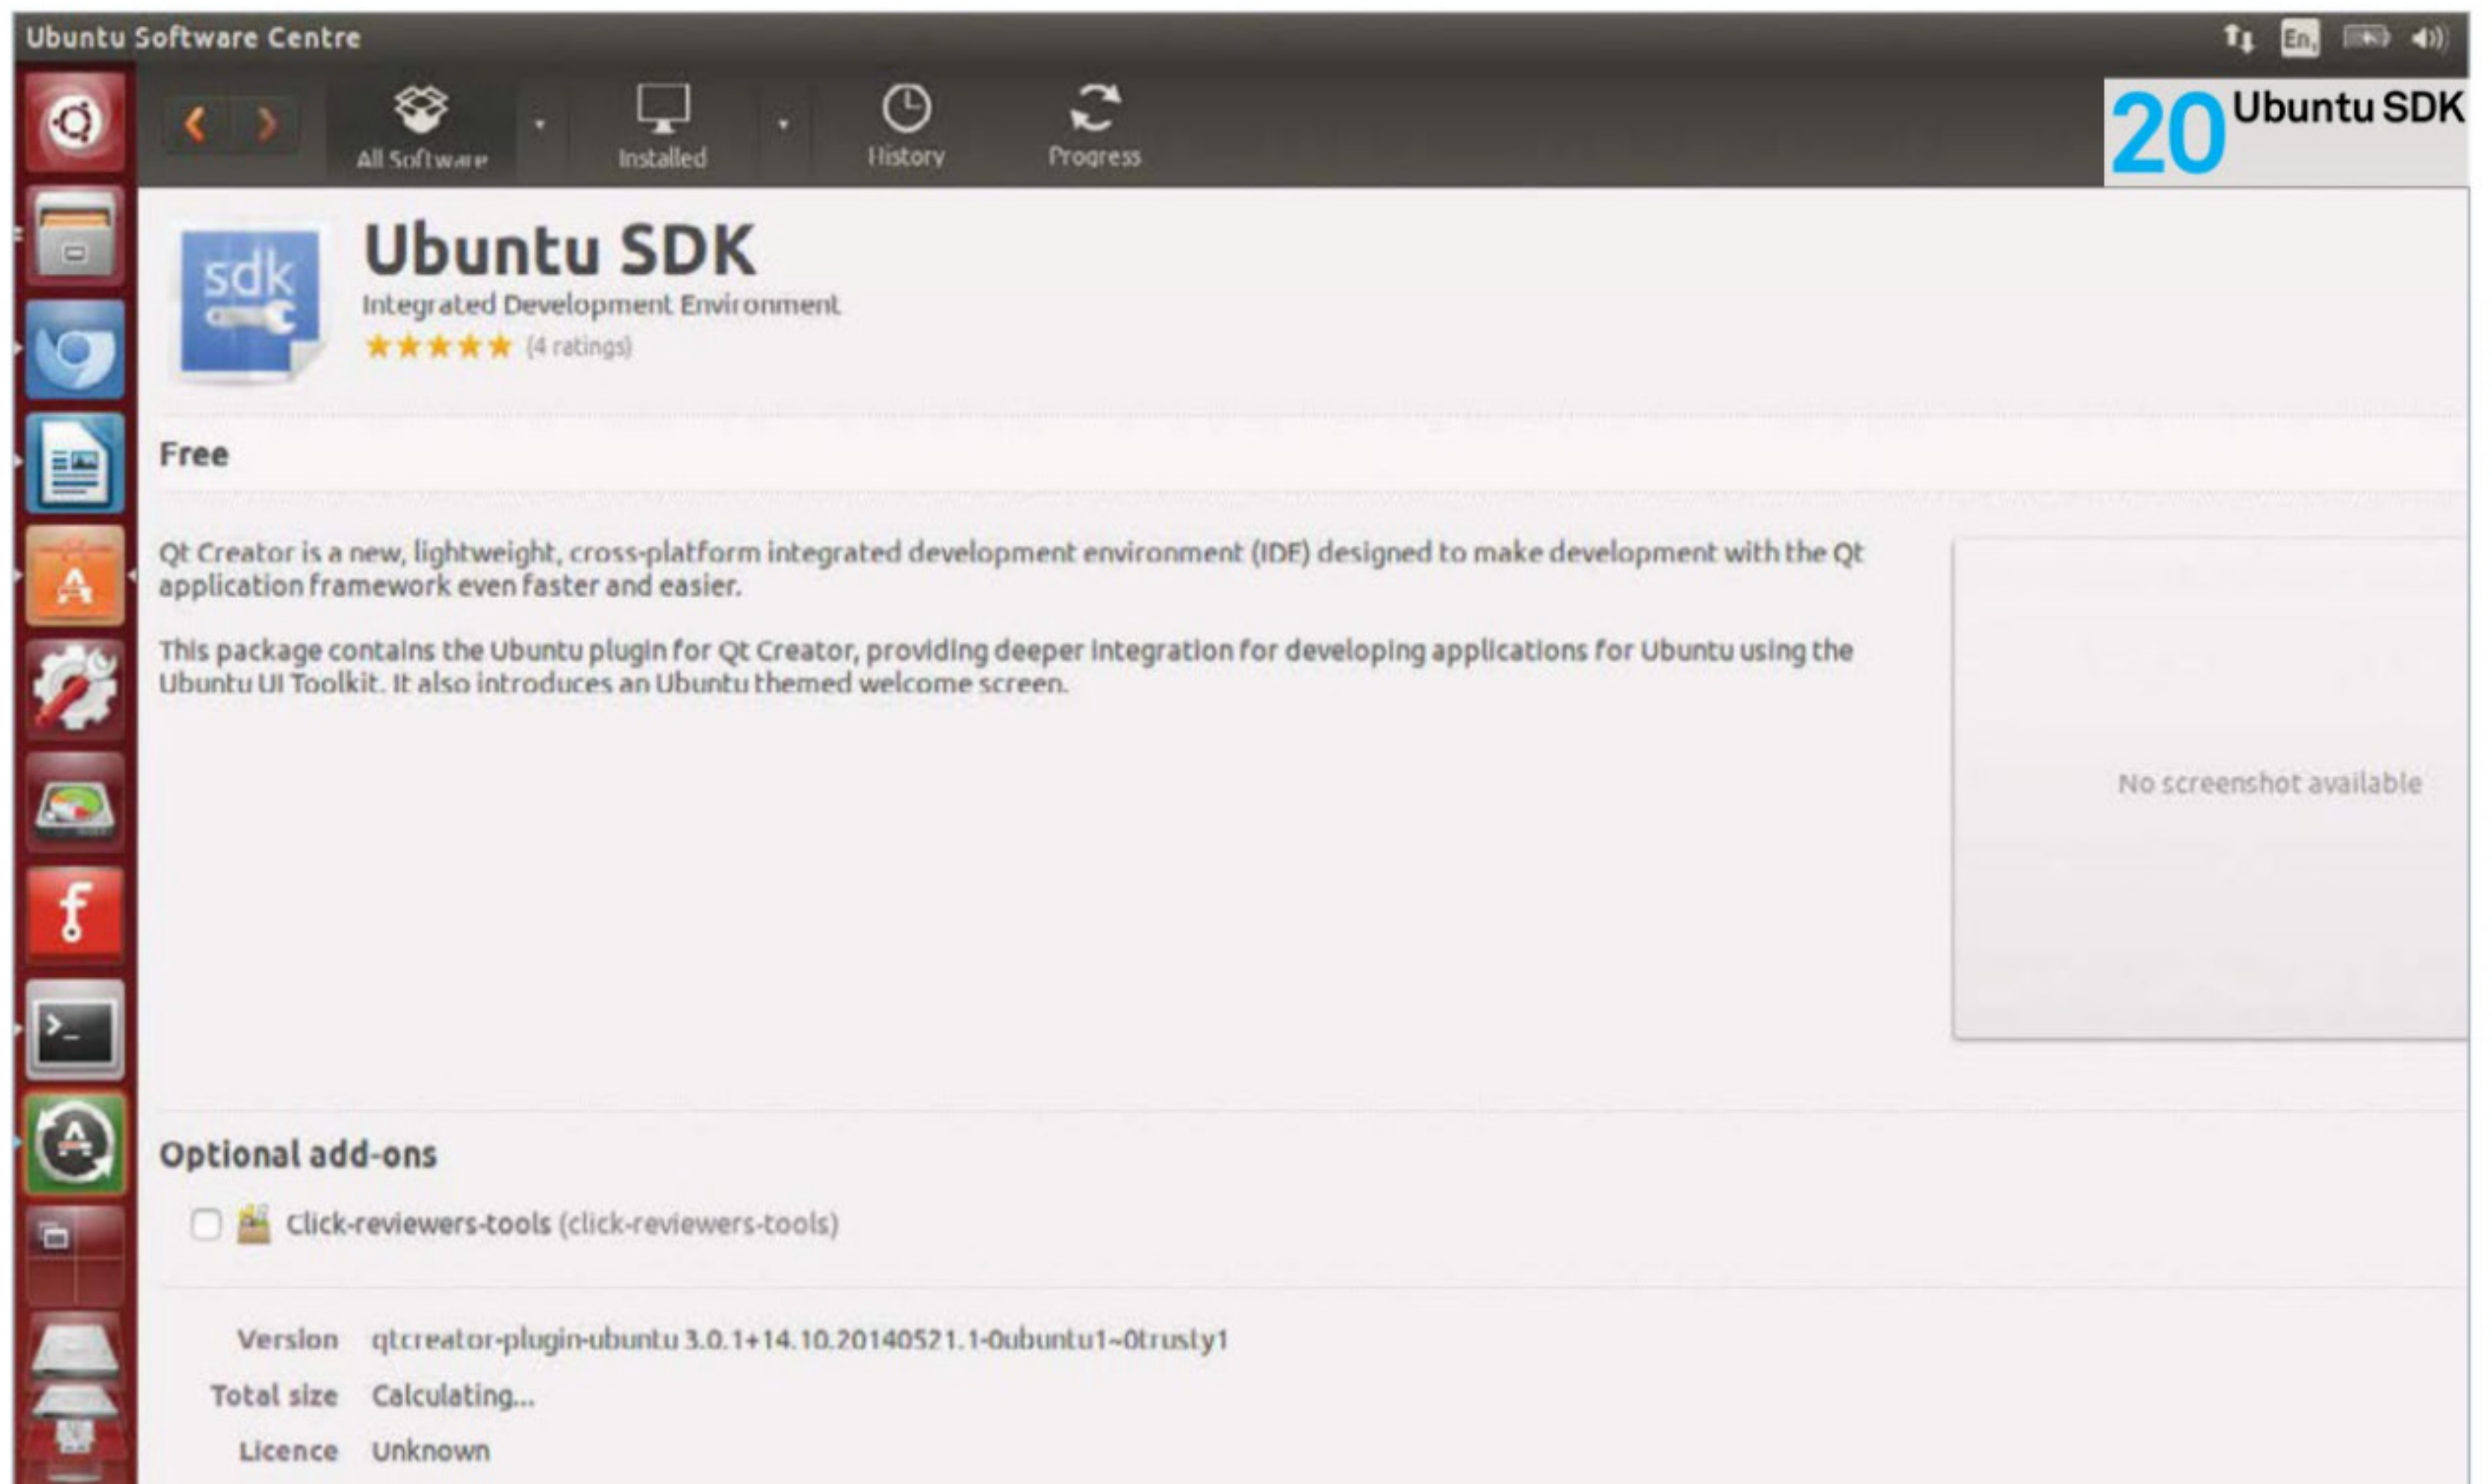 Ubuntu Software Centre
En
20 Ubuntu SDK
All Software
Installed
History
Progress
sdk
Ubuntu SDK
Integrated Development Environment
(4 ratings)
Free
Qt Creator is a new, lightweight, cross-platform integrated development environment (IDE) designed to make development with the Qt
application framework even faster and easier.
This package contains the Ubuntu plugin for Qt Creator, providing deeper integration for developing applications for Ubuntu using the
Ubuntu UI Toolkit. It also introduces an Ubuntu themed welcome screen.
No screenshot available
Optional add-ons
Click-reviewers-tools (click-reviewers-tools)
Version qtcreator-plugin-ubuntu 3.0.1+14.10.20140521.1-0ubuntu1~0trusty1
Total size Calculating...
Licence Unknown